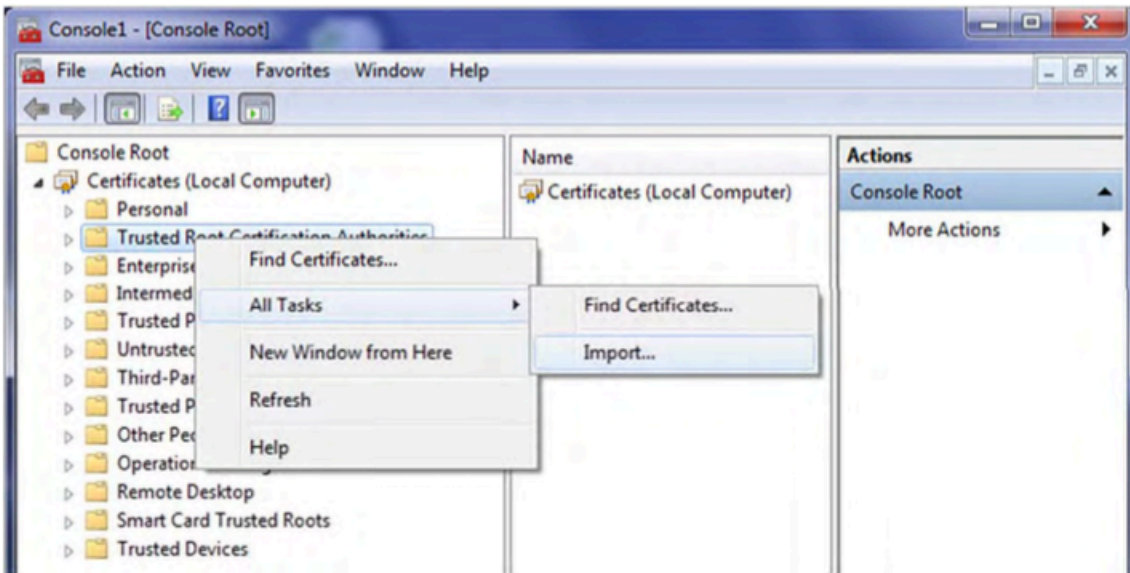 Console1 - [Console Root]
File Action View Favorites Window Help
Console Root
Certificates (Local Computer)
Personal
Trusted Root Certification Authorities
Enterprise
Intermed
Trusted P
Untrusted
Third-Par
Trusted P
Other Peo
Operation
Remote Desktop
Smart Card Trusted Roots
Trusted Devices
Find Certificates...
All Tasks
New Window from Here
Refresh
Help
Find Certificates...
Import...
Name
Certificates (Local Computer)
Actions
Console Root
More Actions